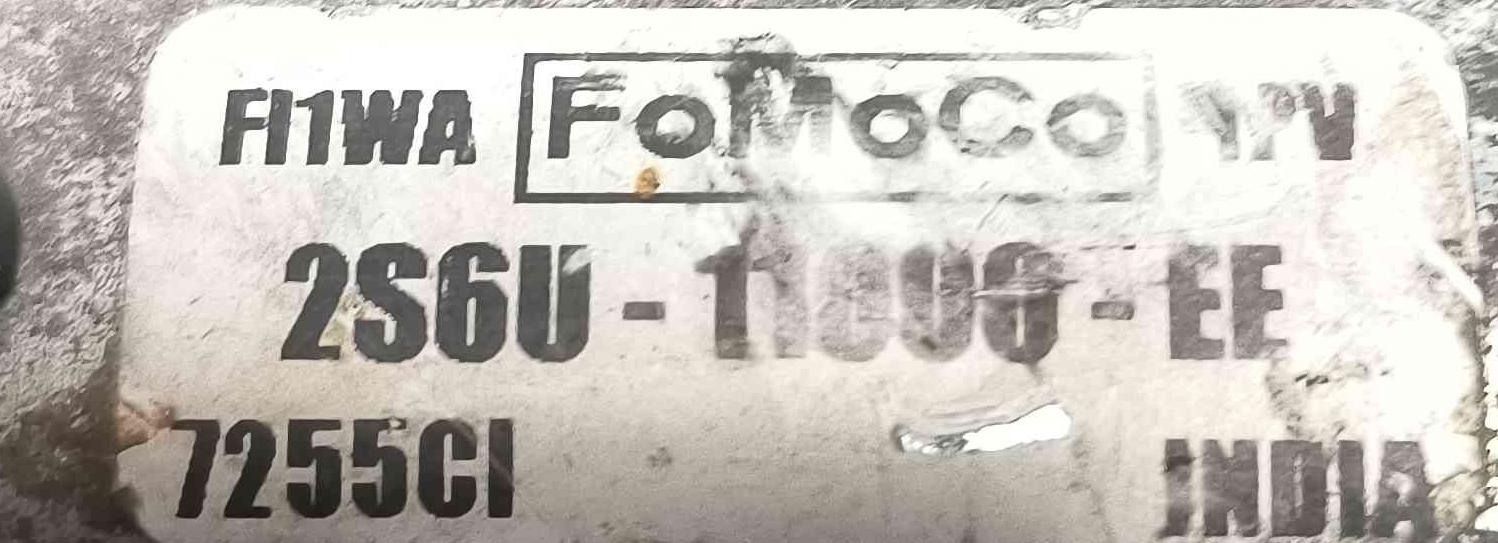 FI1WA FoMoCo
2S6U - 11000 - EE
7255CI INDIA